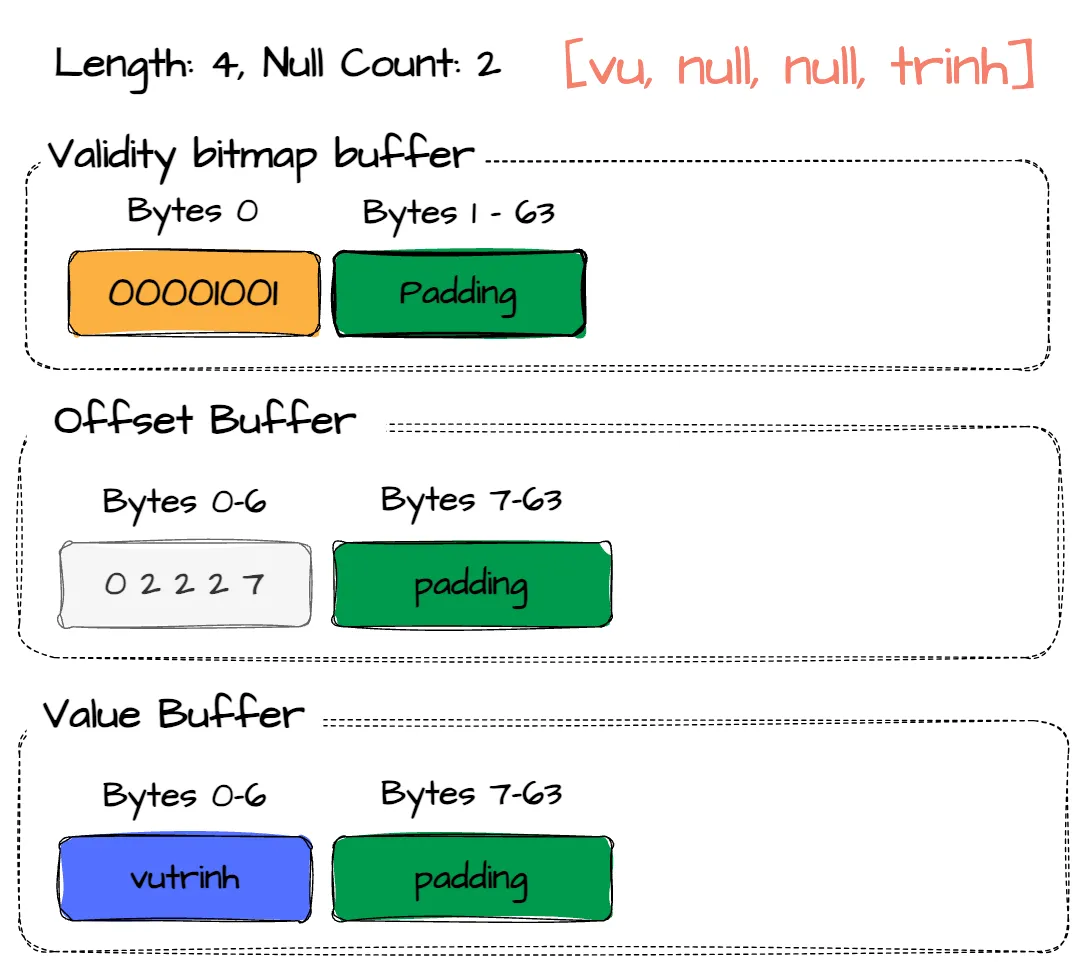 Length: 4, Null Count: 2 [vu, null, null, trinh]
Validity bitmap buffer
Bytes 0 Bytes 1 - 63
00001001 Padding
Offset Buffer
Bytes 0-6 Bytes 7-63
0 2 2 2 7 padding
Value Buffer
Bytes 0-6 Bytes 7-63
vutrinh padding